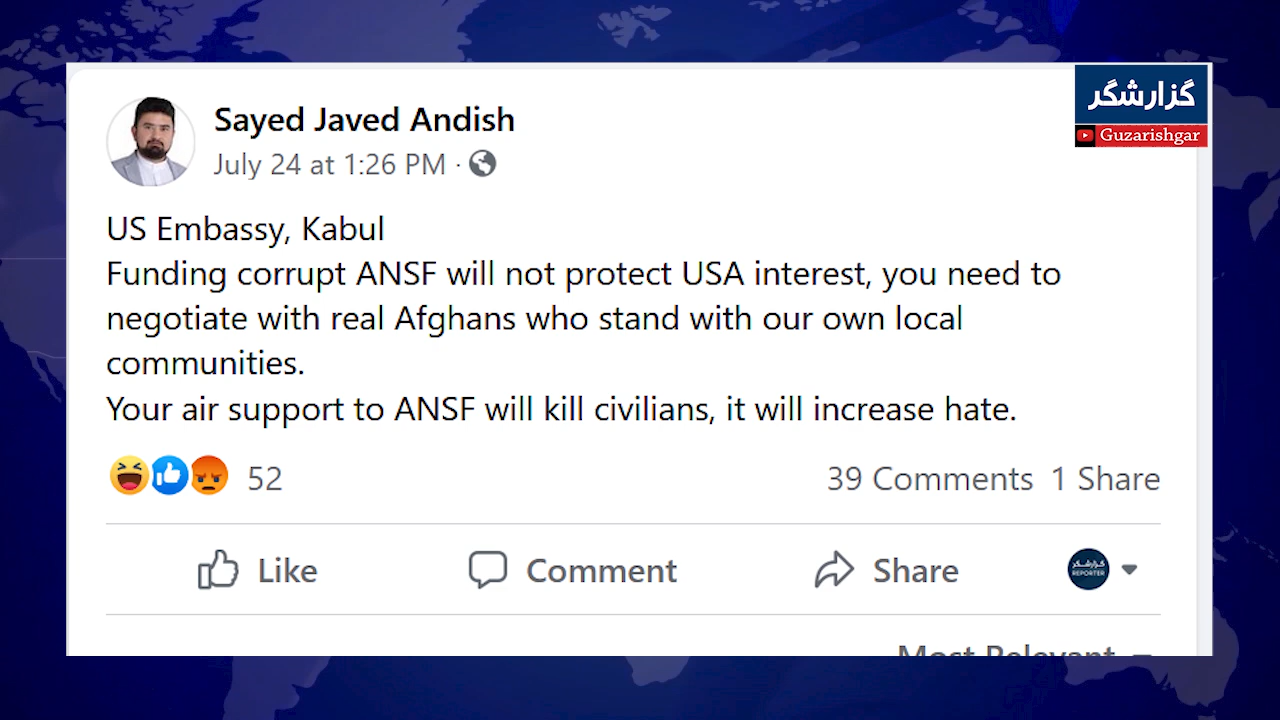 گزارشگر
Guzarishgar
Sayed Javed Andish
July 24 at 1:26 PM ·
US Embassy, Kabul
Funding corrupt ANSF will not protect USA interest, you need to
negotiate with real Afghans who stand with our own local
communities.
Your air support to ANSF will kill civilians, it will increase hate.
52
39 Comments 1 Share
Like
Comment
Share
گزارشگر
REPORTER
Most Relevant